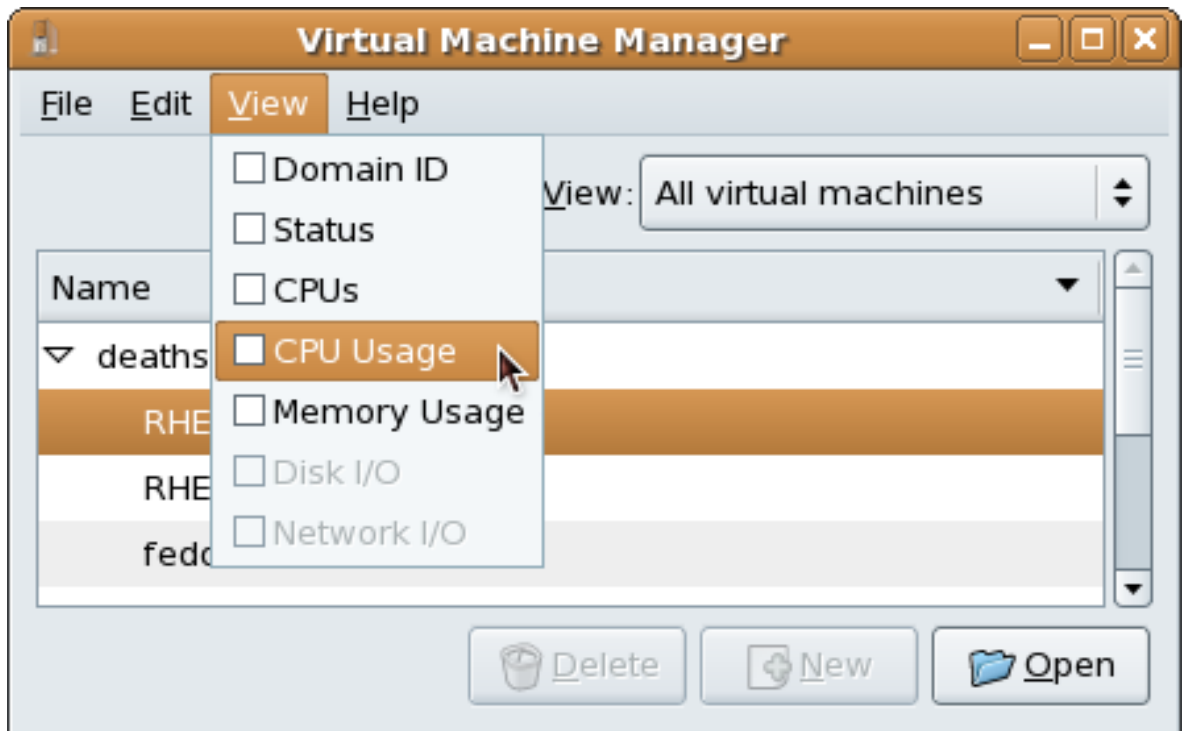 Virtual Machine Manager
File Edit View Help
Domain ID
View: All virtual machines
Status
Name
CPUs
CPU Usage
Memory Usage
Disk I/O
Network I/O
Delete New Open